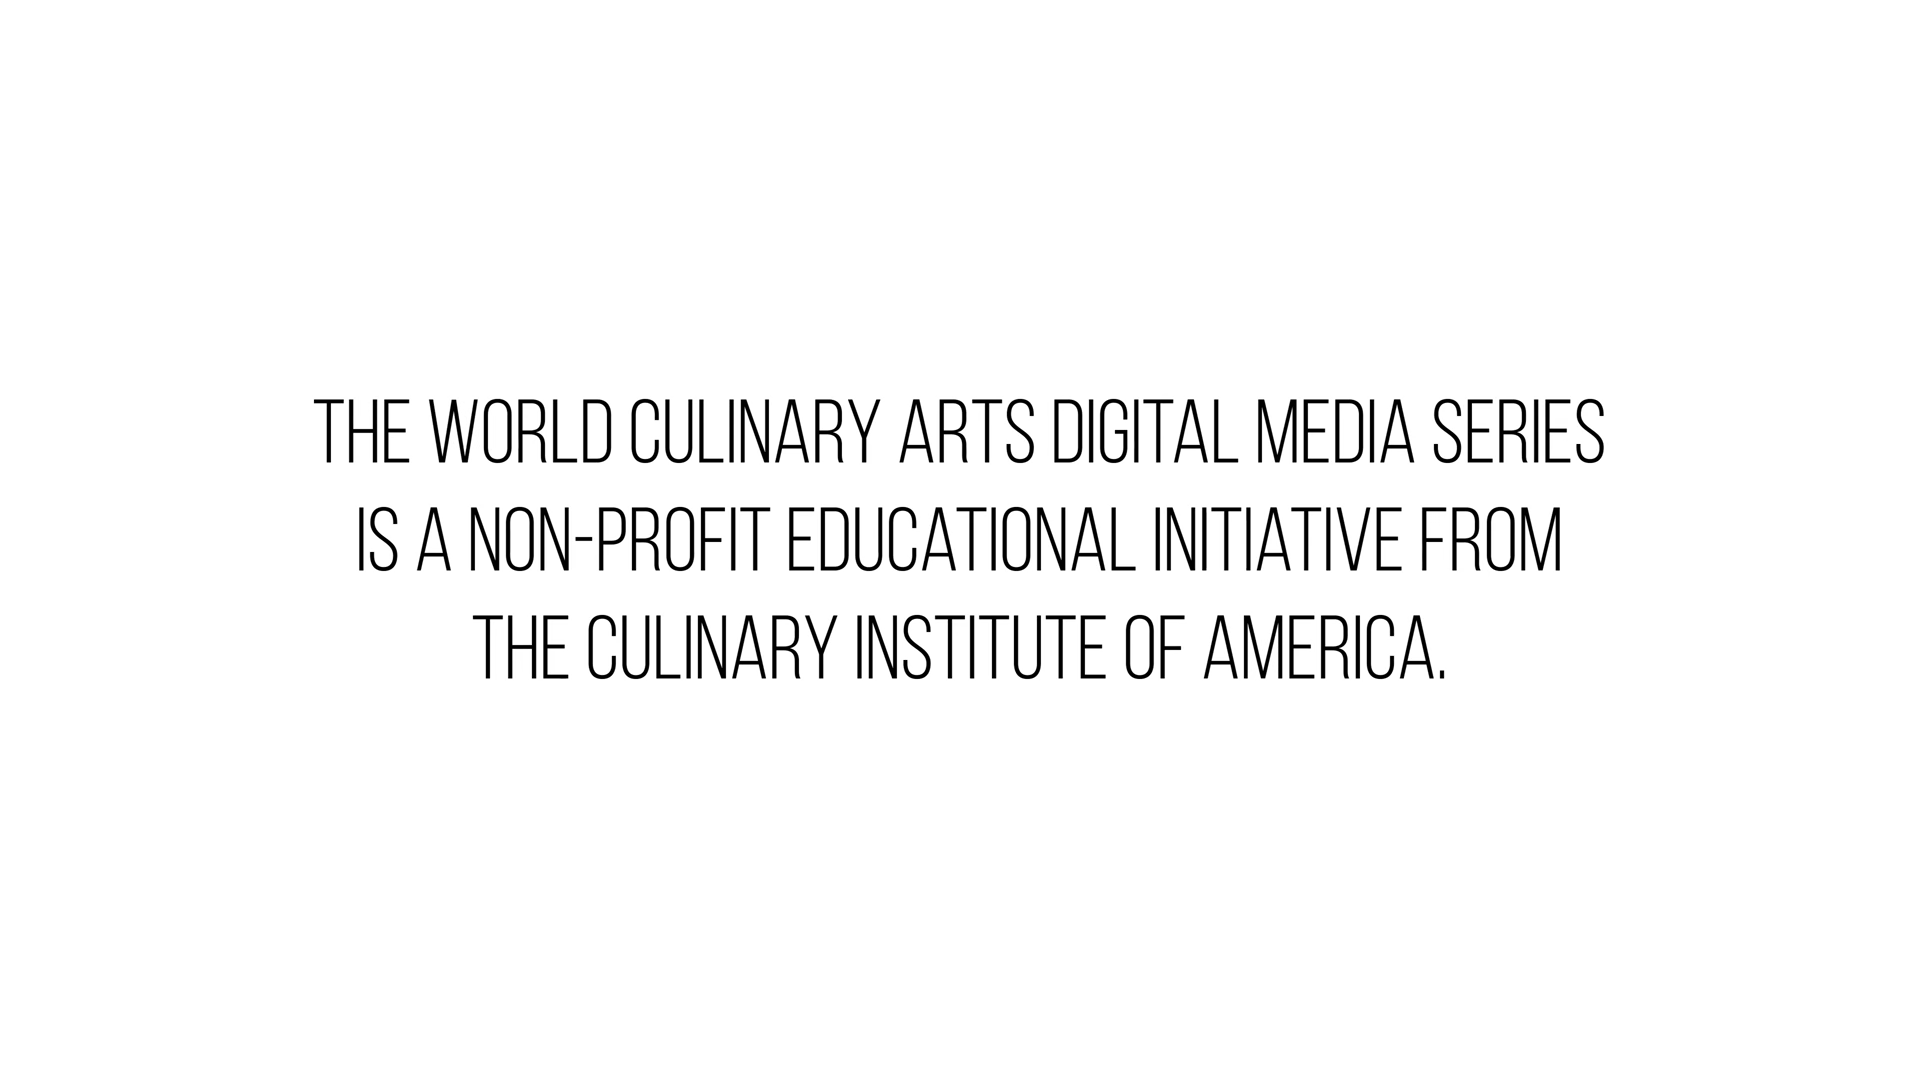 THE WORLD CULINARY ARTS DIGITAL MEDIA SERIES
IS A NON-PROFIT EDUCATIONAL INITIATIVE FROM
THE CULINARY INSTITUTE OF AMERICA.